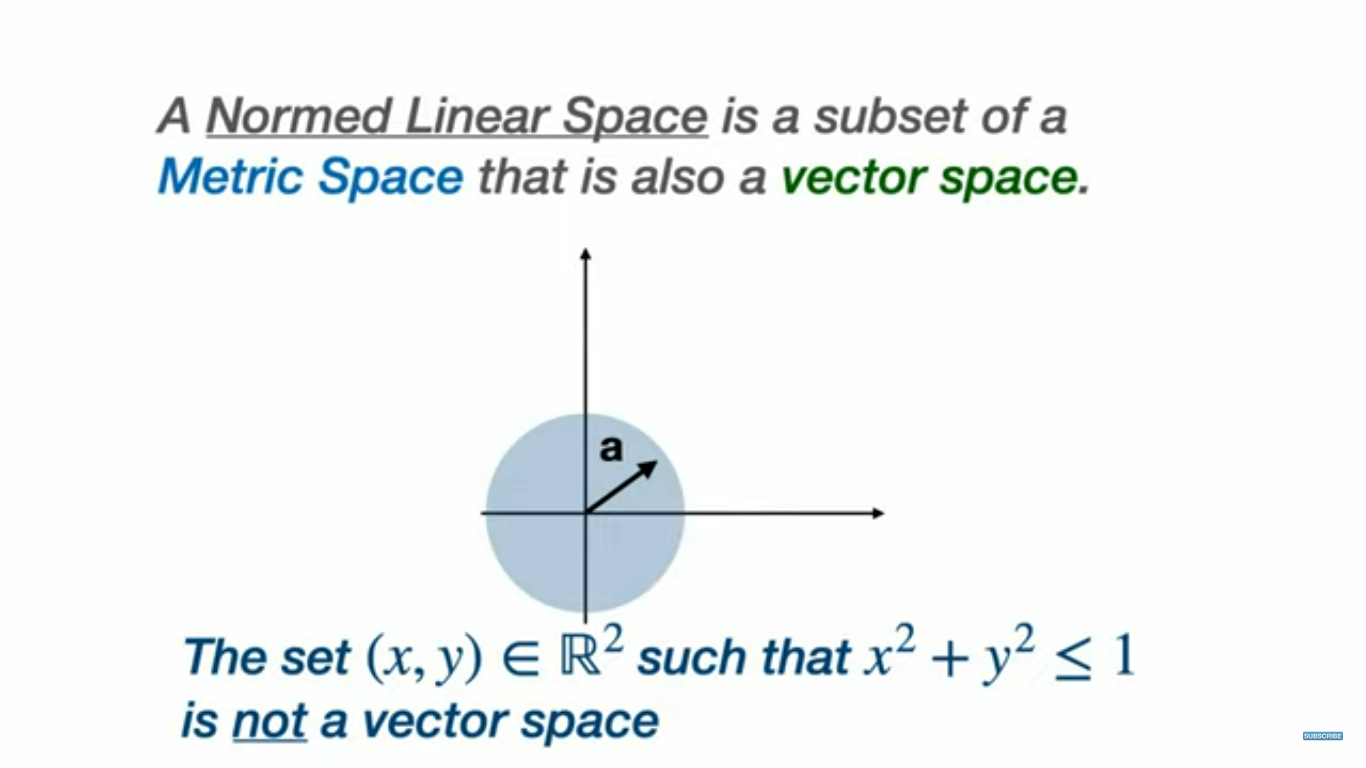 A Normed Linear Space is a subset of a
Metric Space that is also a vector space.
a
The set (x, y) ∈ ℝ² such that x² + y² ≤ 1
is not a vector space
SUBSCRIBE